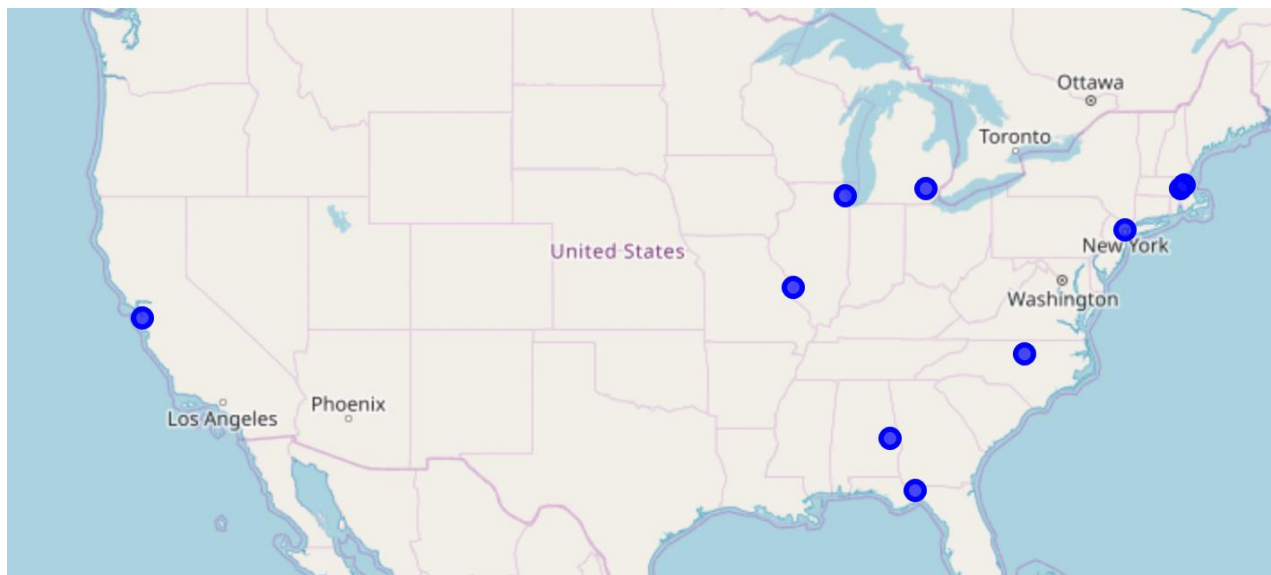 Ottawa
Toronto
United States
New York
Washington
Phoenix
Los Angeles